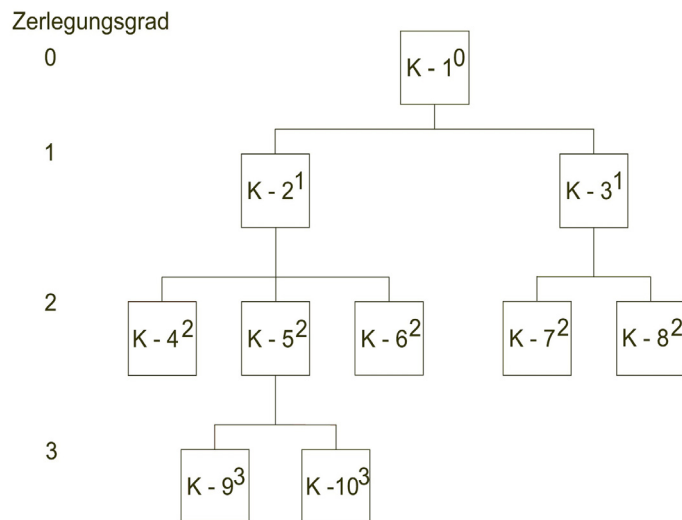 Zerlegungsgrad
0
K - 1⁰
1
K - 2¹
K - 3¹
2
K - 4²
K - 5²
K - 6²
K - 7²
K - 8²
3
K - 9³
K -10³